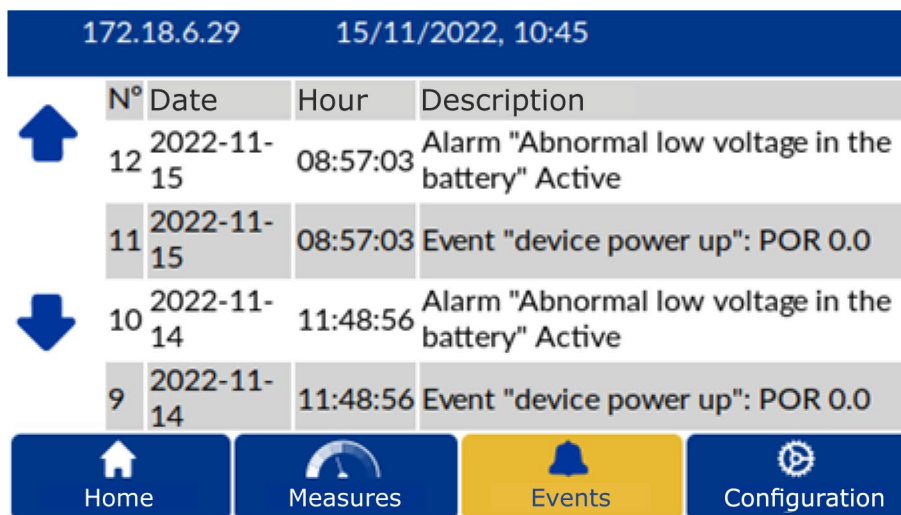 172.18.6.29 15/11/2022, 10:45
Nº Date Hour Description
12 2022-11-15 08:57:03 Alarm "Abnormal low voltage in the
battery" Active
11 2022-11-15 08:57:03 Event "device power up": POR 0.0
10 2022-11-14 11:48:56 Alarm "Abnormal low voltage in the
battery" Active
9 2022-11-14 11:48:56 Event "device power up": POR 0.0
Home Measures Events Configuration